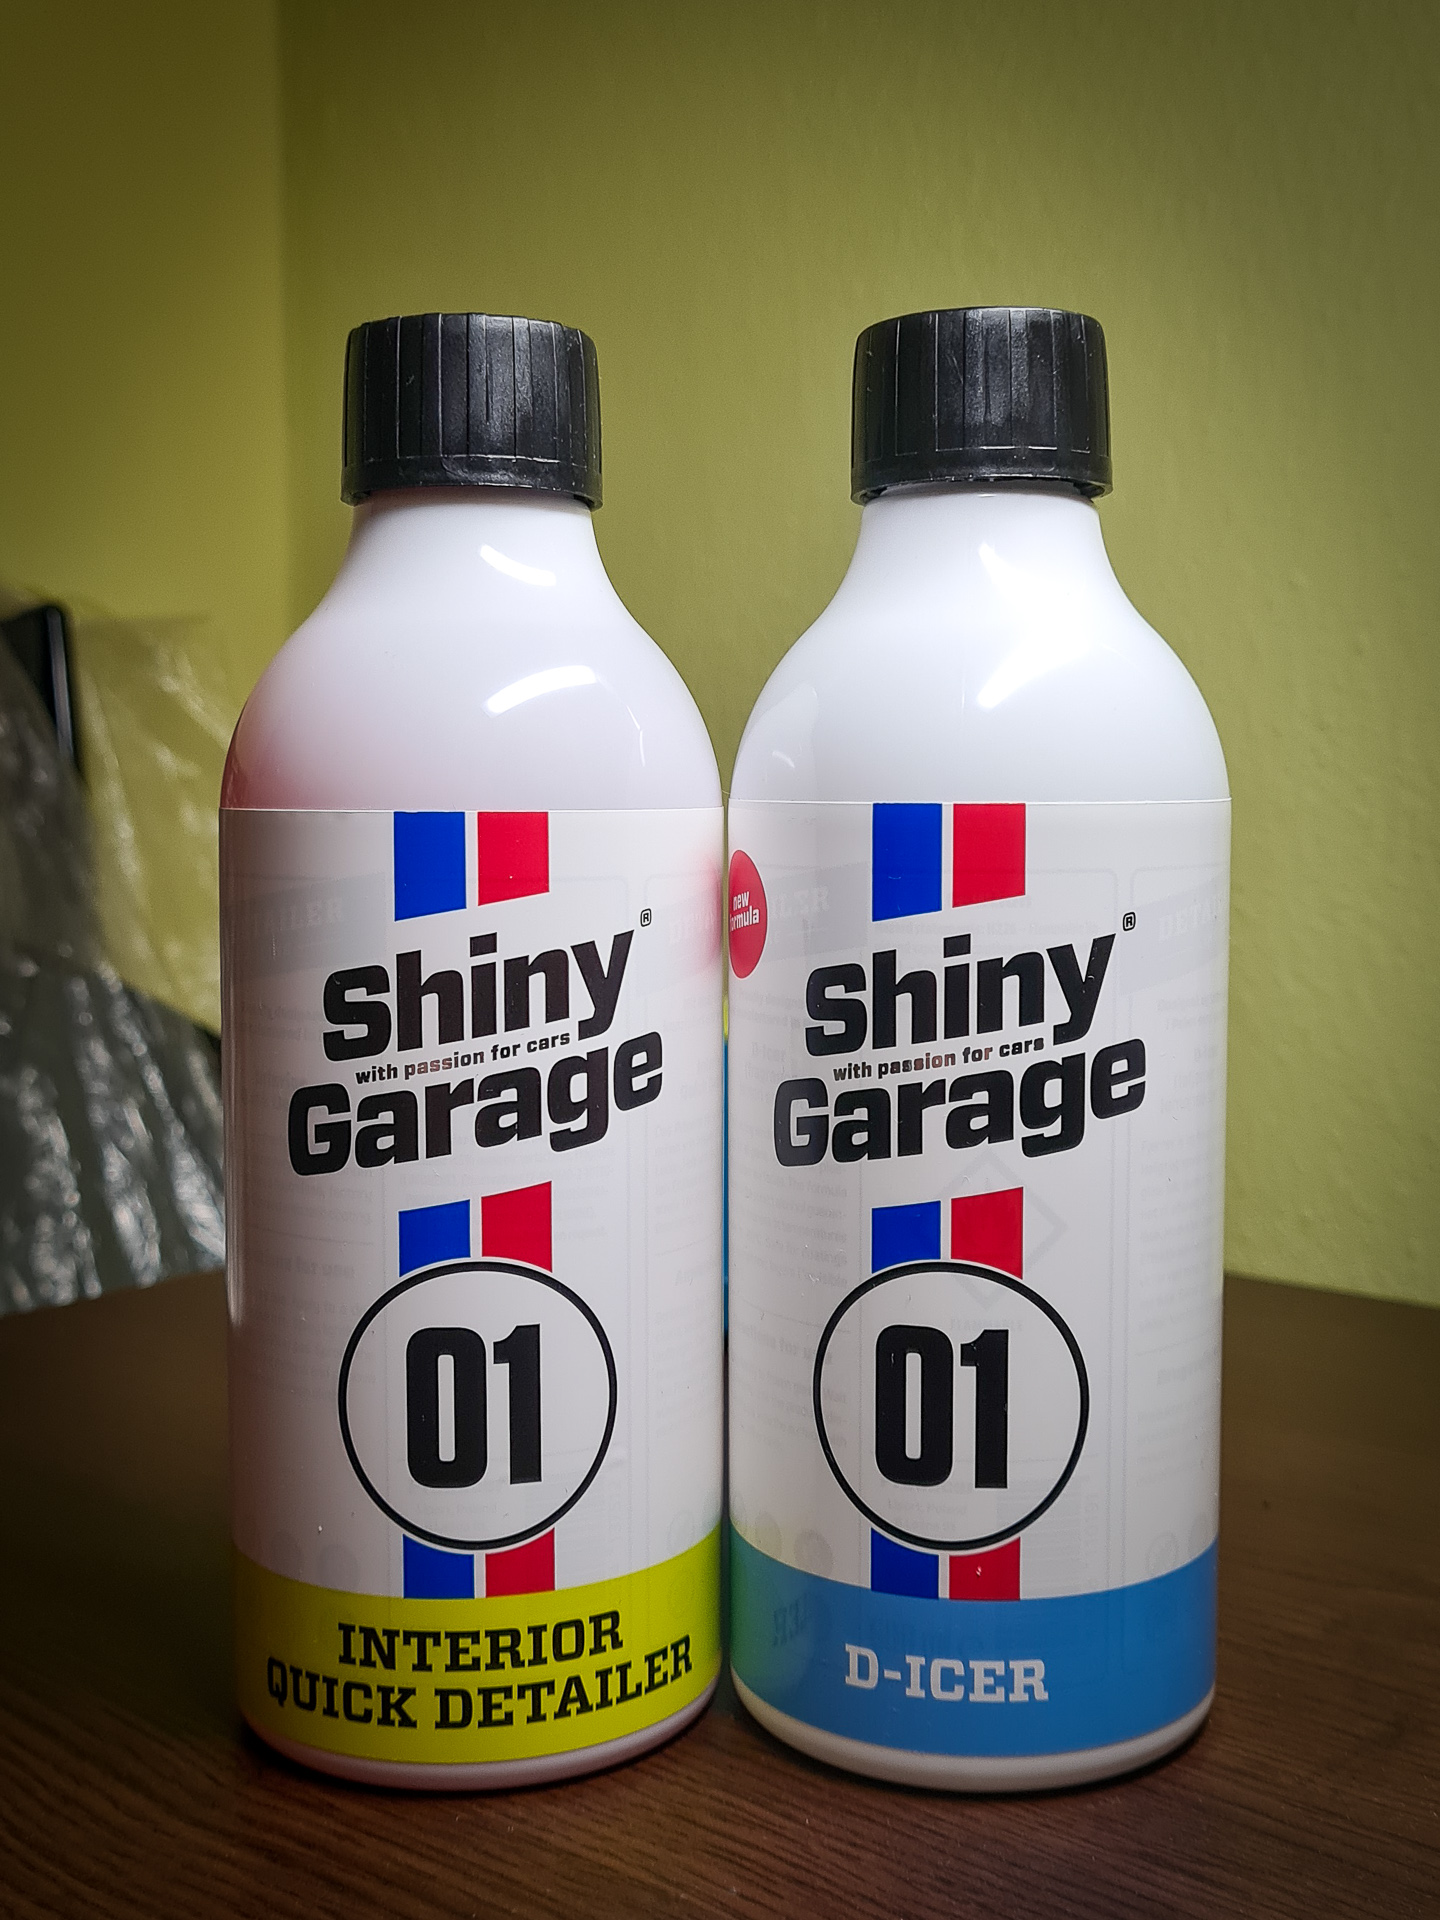 Shiny®
with passion for cars
Garage
01
INTERIOR
QUICK DETAILER
new
formula
Shiny®
with passion for cars
Garage
01
D-ICER